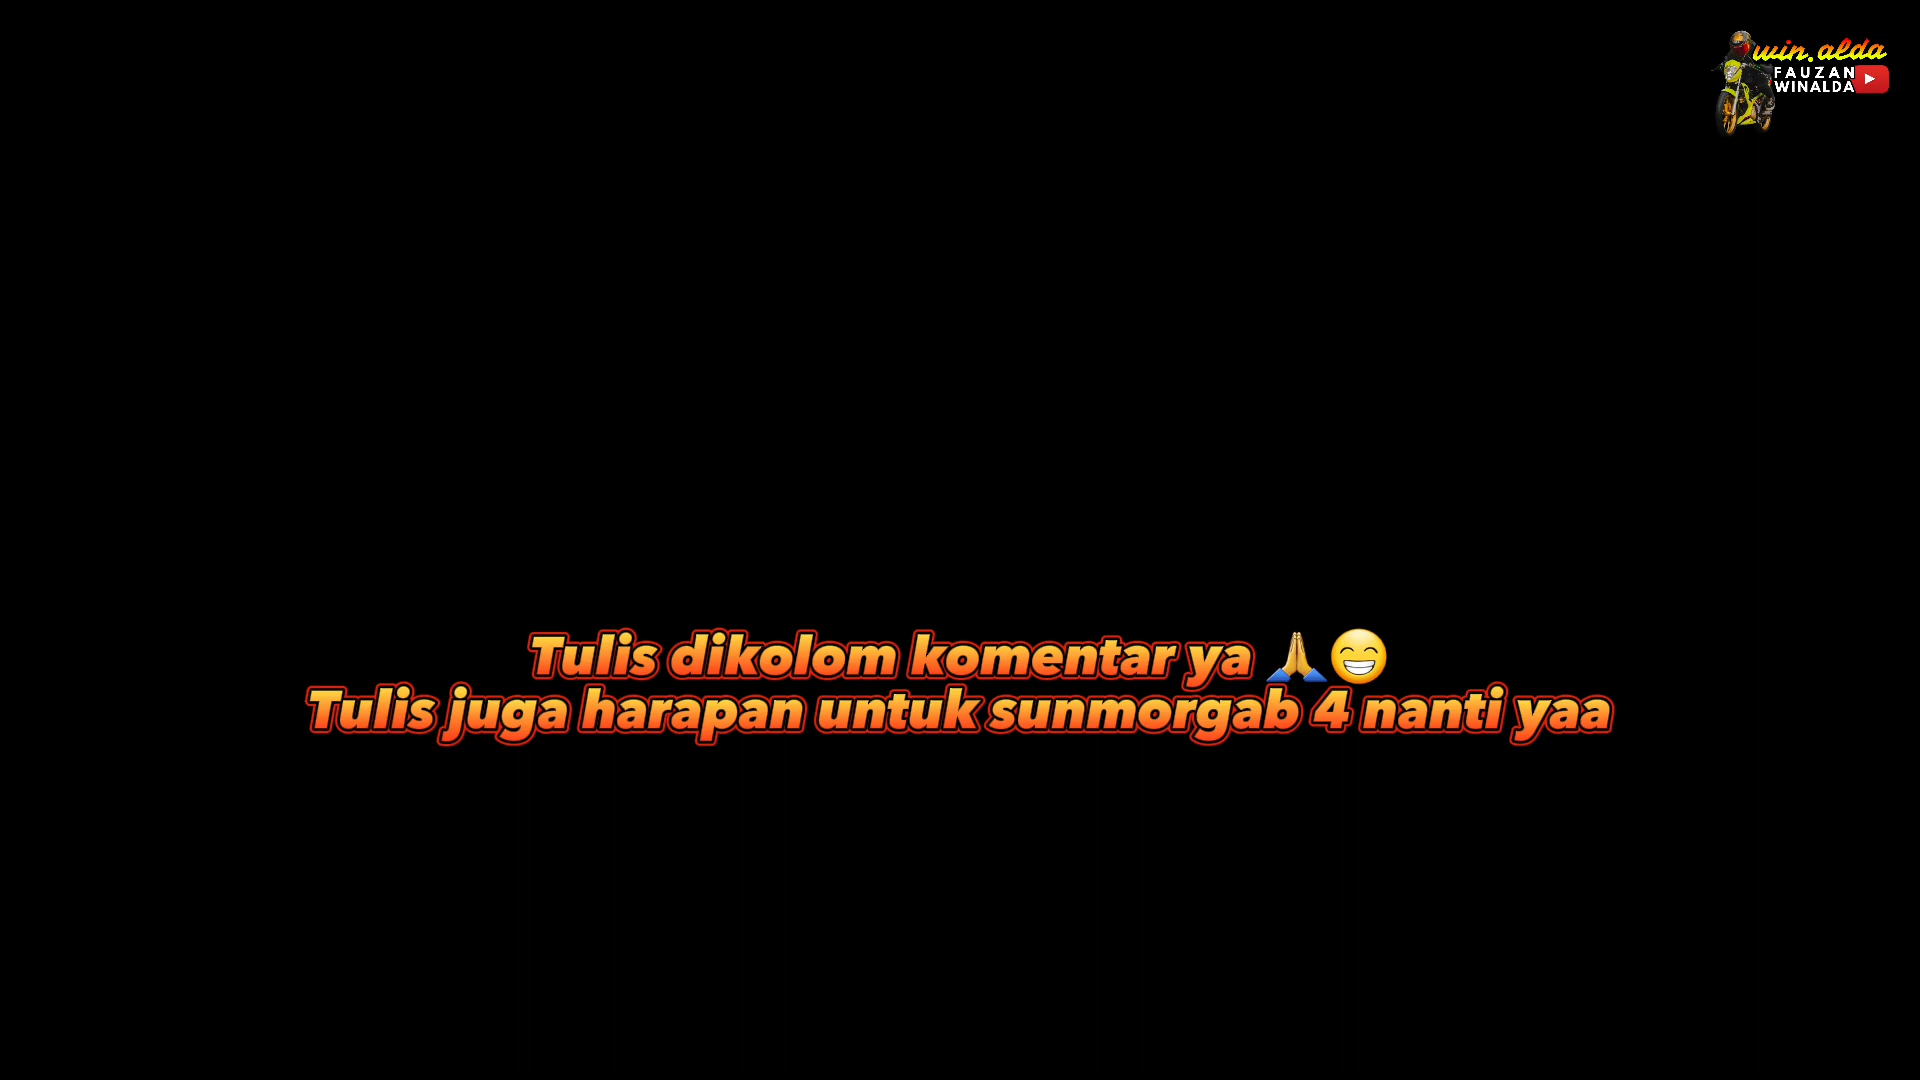 win.alda
FAUZAN
WINALDA
Tulis dikolom komentar ya 🙏😁
Tulis juga harapan untuk sunmorgab 4 nanti yaa